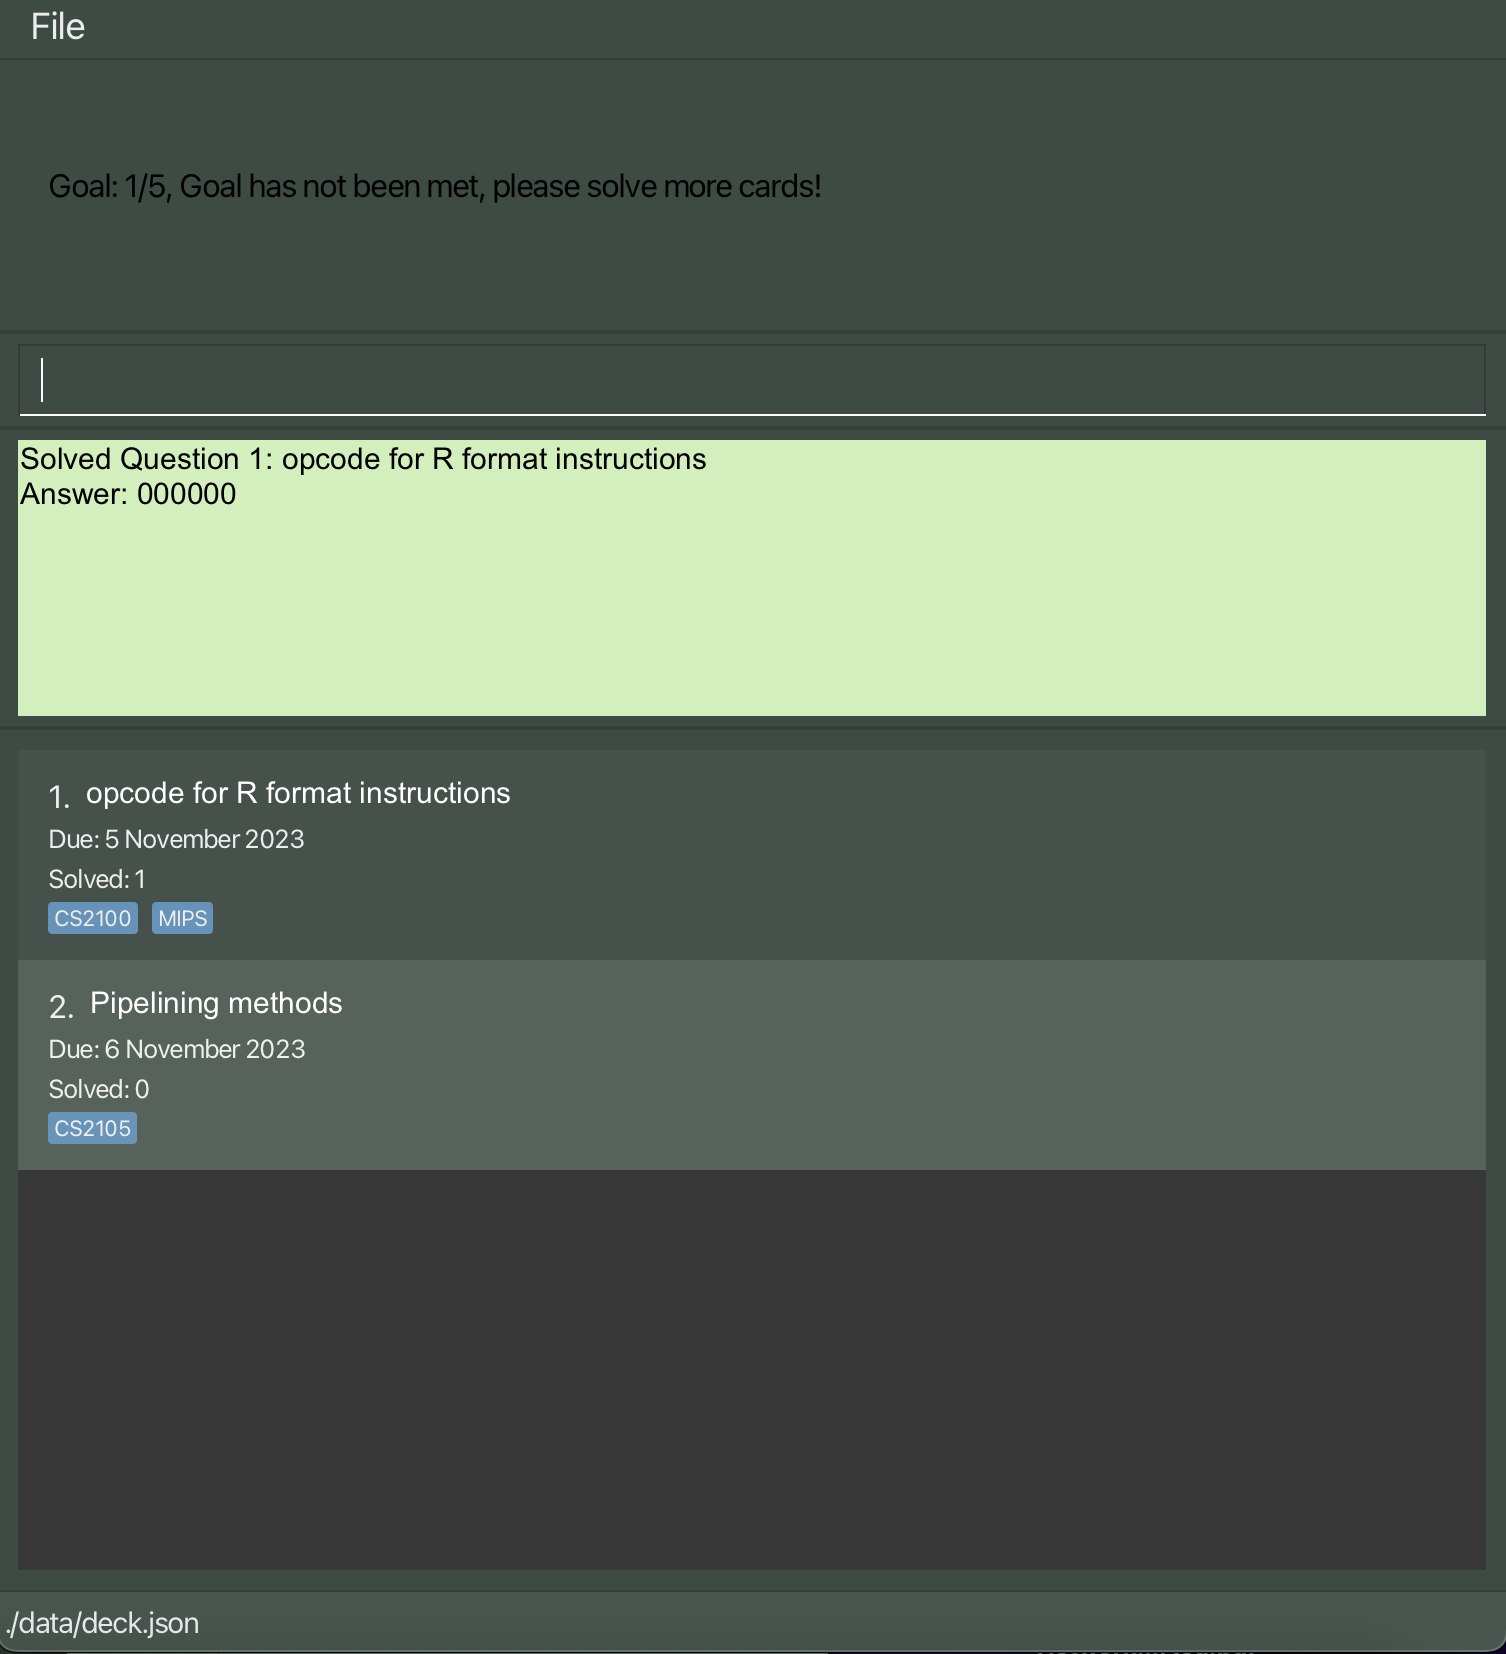 File
Goal: 1/5, Goal has not been met, please solve more cards!
Solved Question 1: opcode for R format instructions
Answer: 000000
1. opcode for R format instructions
Due: 5 November 2023
Solved: 1
CS2100 MIPS
2. Pipelining methods
Due: 6 November 2023
Solved: 0
CS2105
./data/deck.json